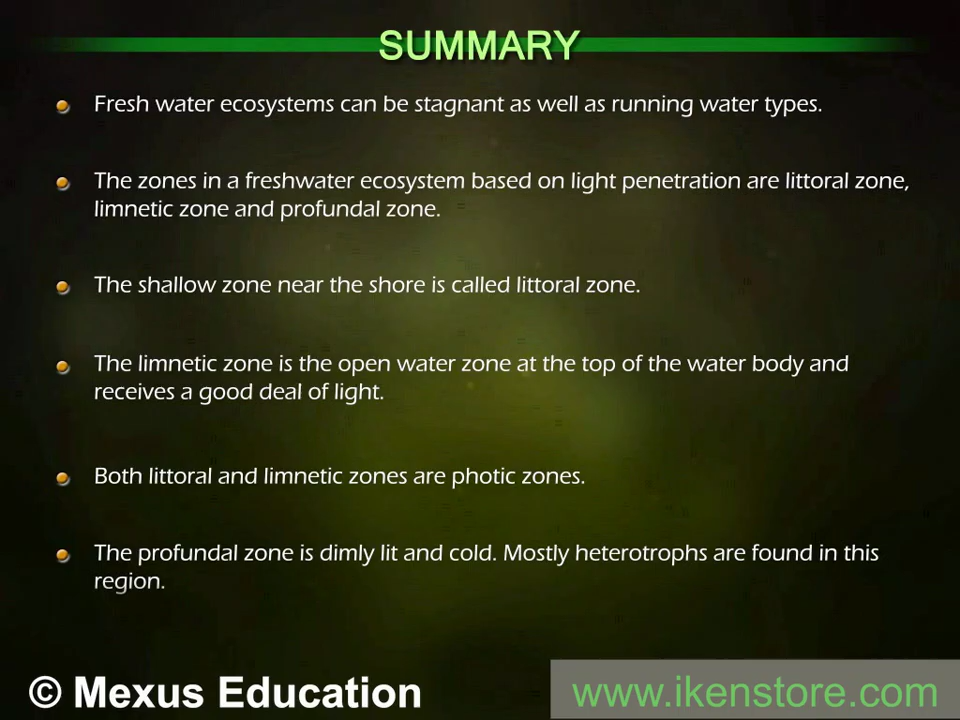 SUMMARY
Fresh water ecosystems can be stagnant as well as running water types.
The zones in a freshwater ecosystem based on light penetration are littoral zone,
limnetic zone and profundal zone.
The shallow zone near the shore is called littoral zone.
The limnetic zone is the open water zone at the top of the water body and
receives a good deal of light.
Both littoral and limnetic zones are photic zones.
The profundal zone is dimly lit and cold. Mostly heterotrophs are found in this
region.
© Mexus Education
www.ikenstore.com